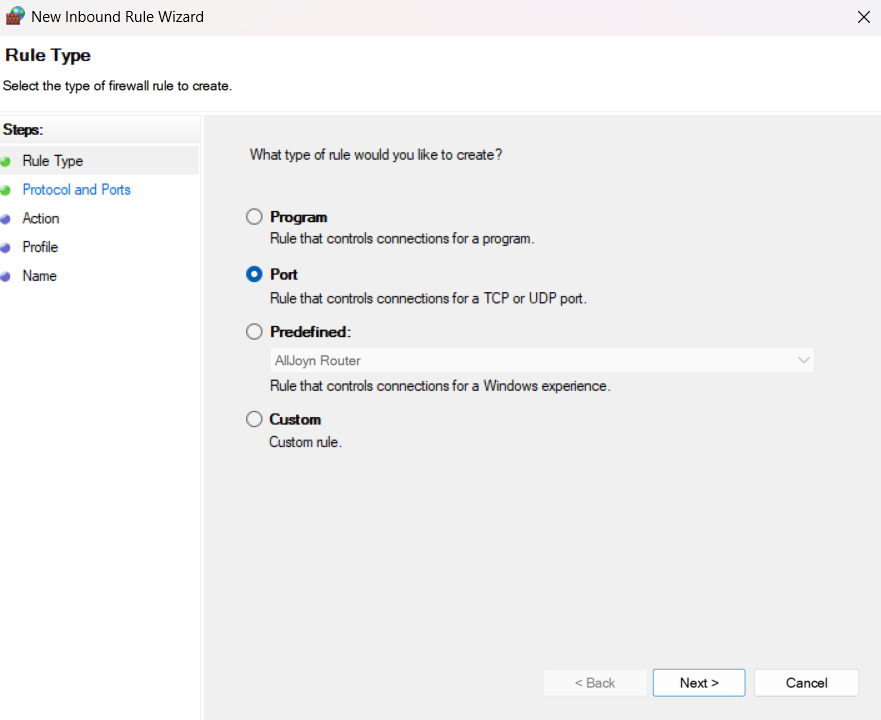 New Inbound Rule Wizard
Rule Type
Select the type of firewall rule to create.
Steps:
Rule Type
Protocol and Ports
Action
Profile
Name
What type of rule would you like to create?
Program
Rule that controls connections for a program.
Port
Rule that controls connections for a TCP or UDP port.
Predefined:
AllJoyn Router
Rule that controls connections for a Windows experience.
Custom
Custom rule.
< Back
Next >
Cancel